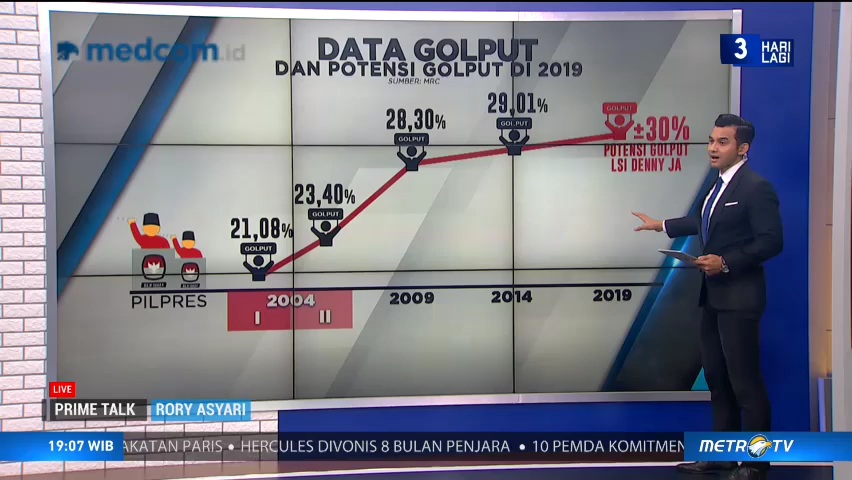 medcom.id
DATA GOLPUT
DAN POTENSI GOLPUT DI 2019
SUMBER: MRC
3 HARI LAGI
21,08%
GOLPUT
23,40%
GOLPUT
28,30%
GOLPUT
29,01%
GOLPUT
GOLPUT
±30%
POTENSI GOLPUT
LSI DENNY JA
PILPRES
2004
I II
2009
2014
2019
LIVE
PRIME TALK
RORY ASYARI
19:07 WIB
AKATAN PARIS • HERCULES DIVONIS 8 BULAN PENJARA • 10 PEMDA KOMITMEN
METRO TV